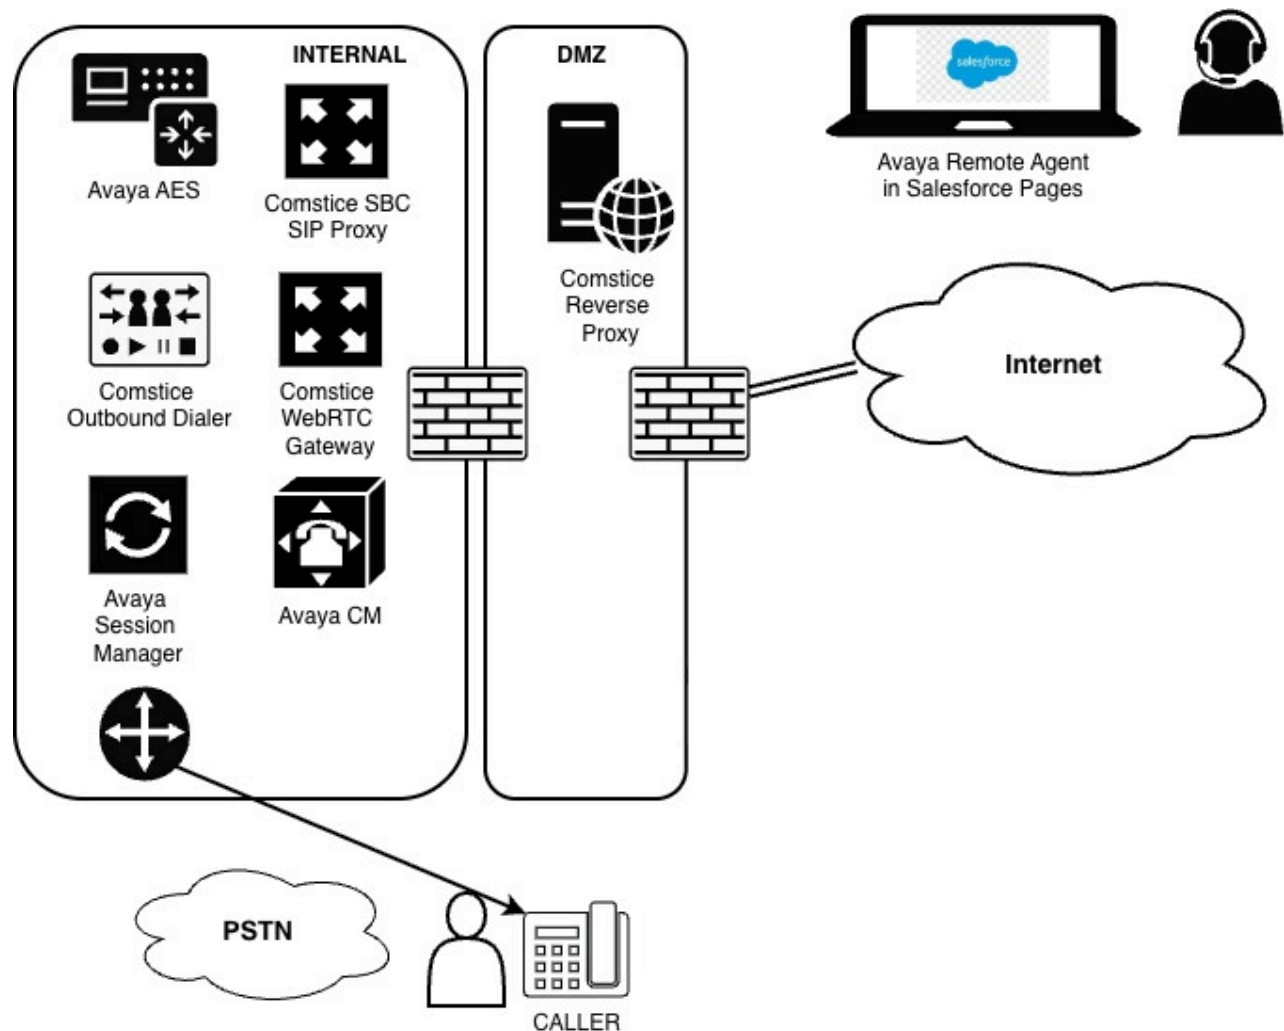 INTERNAL
DMZ
salesforce
Avaya AES
Comstice SBC
SIP Proxy
Avaya Remote Agent
in Salesforce Pages
Comstice
Reverse
Proxy
Comstice
Outbound Dialer
Comstice
WebRTC
Gateway
Internet
Avaya
Session
Manager
Avaya CM
PSTN
CALLER